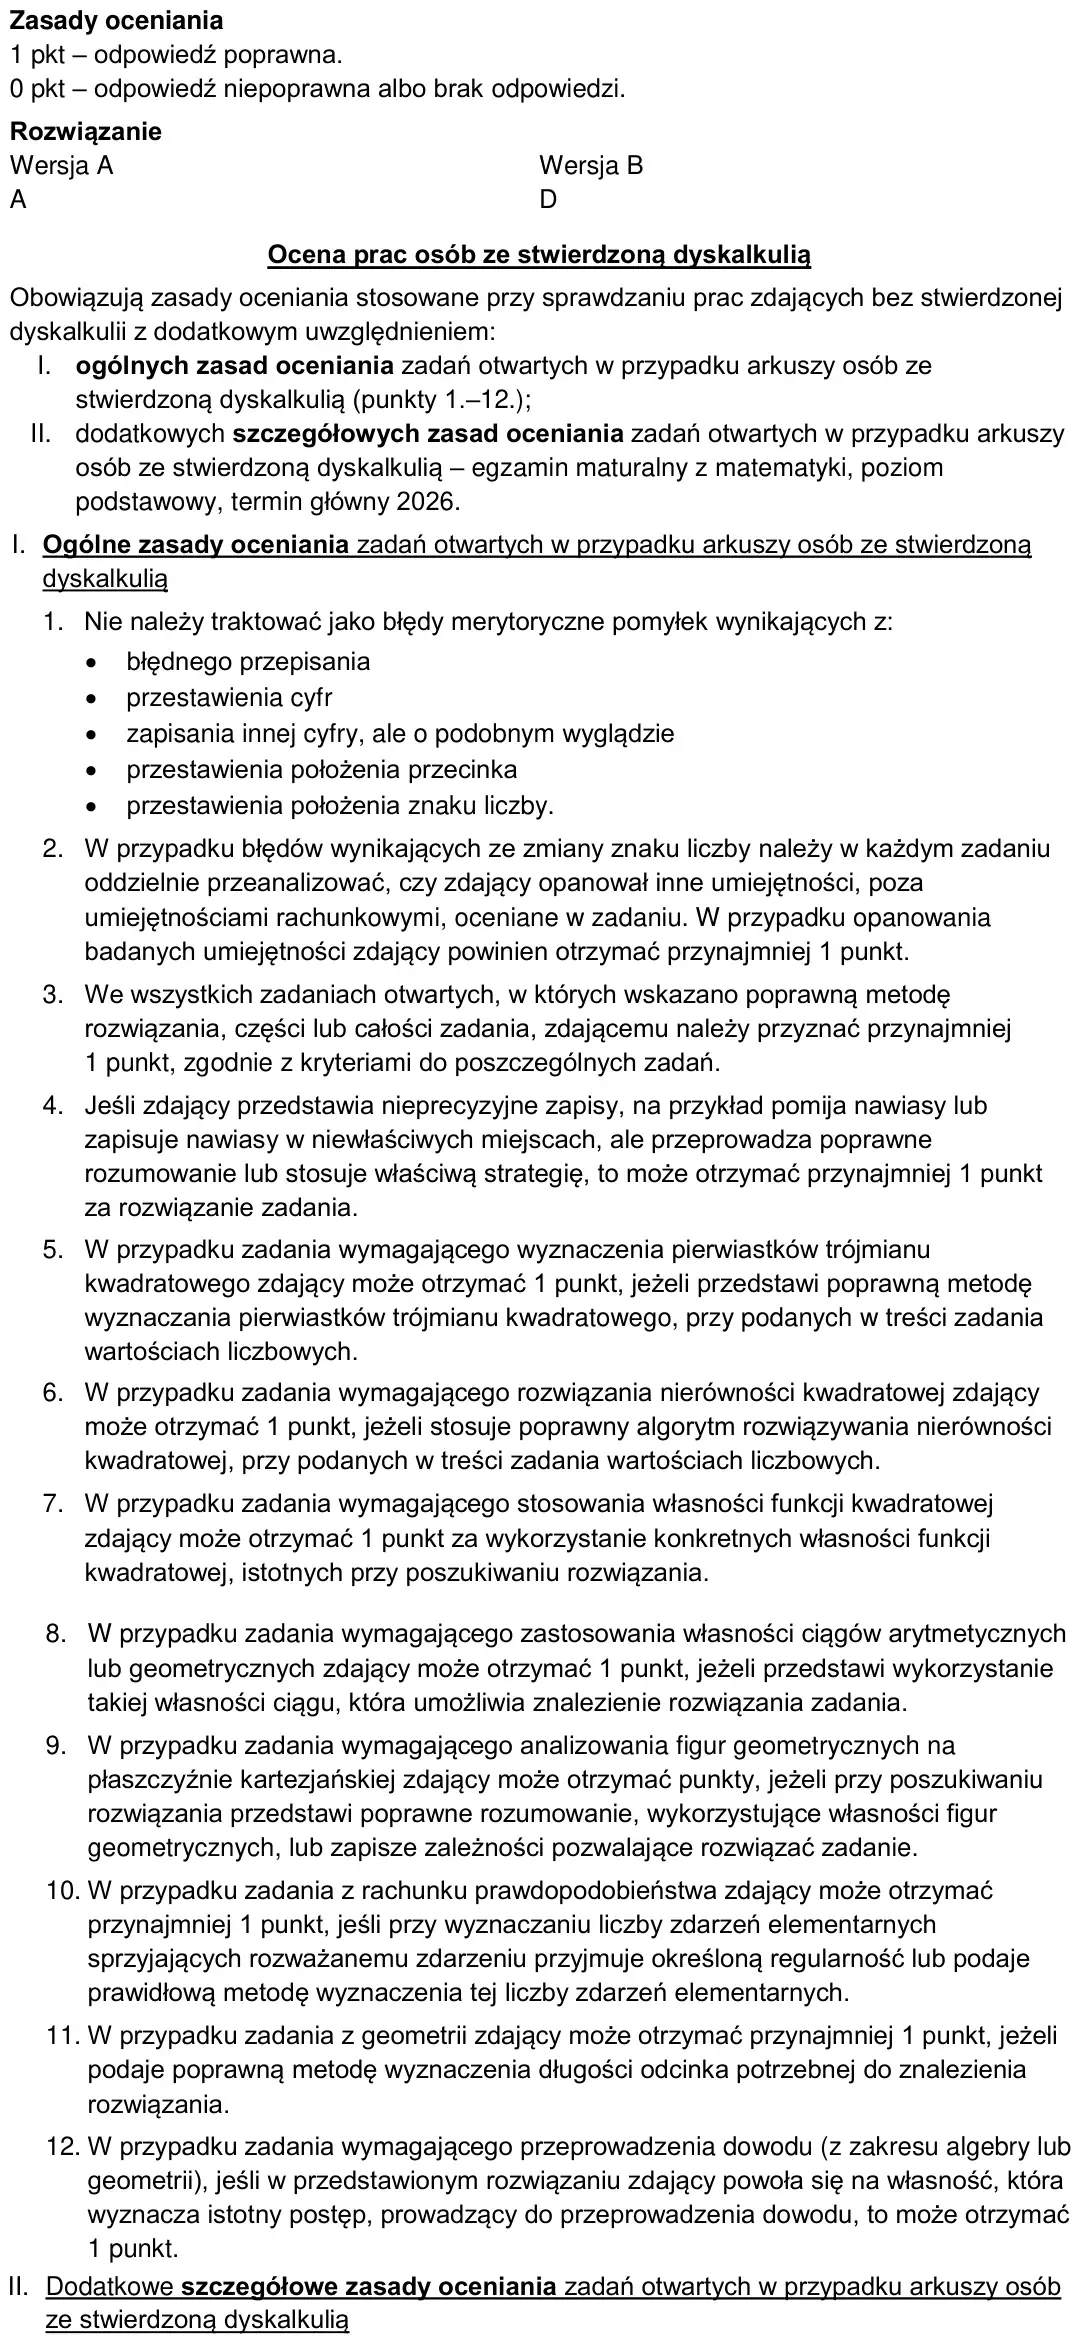 Zasady oceniania
1 pkt – odpowiedź poprawna.
0 pkt – odpowiedź niepoprawna albo brak odpowiedzi.
Rozwiązanie
Wersja A Wersja B
A D
Ocena prac osób ze stwierdzoną dyskalkulią
Obowiązują zasady oceniania stosowane przy sprawdzaniu prac zdających bez stwierdzonej
dyskalkulii z dodatkowym uwzględnieniem:
I. ogólnych zasad oceniania zadań otwartych w przypadku arkuszy osób ze
stwierdzoną dyskalkulią (punkty 1.–12.);
II. dodatkowych szczegółowych zasad oceniania zadań otwartych w przypadku arkuszy
osób ze stwierdzoną dyskalkulią – egzamin maturalny z matematyki, poziom
podstawowy, termin główny 2026.
I. Ogólne zasady oceniania zadań otwartych w przypadku arkuszy osób ze stwierdzoną
dyskalkulią
1. Nie należy traktować jako błędy merytoryczne pomyłek wynikających z:
• błędnego przepisania
• przestawienia cyfr
• zapisania innej cyfry, ale o podobnym wyglądzie
• przestawienia położenia przecinka
• przestawienia położenia znaku liczby.
2. W przypadku błędów wynikających ze zmiany znaku liczby należy w każdym zadaniu
oddzielnie przeanalizować, czy zdający opanował inne umiejętności, poza
umiejętnościami rachunkowymi, oceniane w zadaniu. W przypadku opanowania
badanych umiejętności zdający powinien otrzymać przynajmniej 1 punkt.
3. We wszystkich zadaniach otwartych, w których wskazano poprawną metodę
rozwiązania, części lub całości zadania, zdającemu należy przyznać przynajmniej
1 punkt, zgodnie z kryteriami do poszczególnych zadań.
4. Jeśli zdający przedstawia nieprecyzyjne zapisy, na przykład pomija nawiasy lub
zapisuje nawiasy w niewłaściwych miejscach, ale przeprowadza poprawne
rozumowanie lub stosuje właściwą strategię, to może otrzymać przynajmniej 1 punkt
za rozwiązanie zadania.
5. W przypadku zadania wymagającego wyznaczenia pierwiastków trójmianu
kwadratowego zdający może otrzymać 1 punkt, jeżeli przedstawi poprawną metodę
wyznaczania pierwiastków trójmianu kwadratowego, przy podanych w treści zadania
wartościach liczbowych.
6. W przypadku zadania wymagającego rozwiązania nierówności kwadratowej zdający
może otrzymać 1 punkt, jeżeli stosuje poprawny algorytm rozwiązywania nierówności
kwadratowej, przy podanych w treści zadania wartościach liczbowych.
7. W przypadku zadania wymagającego stosowania własności funkcji kwadratowej
zdający może otrzymać 1 punkt za wykorzystanie konkretnych własności funkcji
kwadratowej, istotnych przy poszukiwaniu rozwiązania.
8. W przypadku zadania wymagającego zastosowania własności ciągów arytmetycznych
lub geometrycznych zdający może otrzymać 1 punkt, jeżeli przedstawi wykorzystanie
takiej własności ciągu, która umożliwia znalezienie rozwiązania zadania.
9. W przypadku zadania wymagającego analizowania figur geometrycznych na
płaszczyźnie kartezjańskiej zdający może otrzymać punkty, jeżeli przy poszukiwaniu
rozwiązania przedstawi poprawne rozumowanie, wykorzystujące własności figur
geometrycznych, lub zapisze zależności pozwalające rozwiązać zadanie.
10. W przypadku zadania z rachunku prawdopodobieństwa zdający może otrzymać
przynajmniej 1 punkt, jeśli przy wyznaczaniu liczby zdarzeń elementarnych
sprzyjających rozważanemu zdarzeniu przyjmuje określoną regularność lub podaje
prawidłową metodę wyznaczenia tej liczby zdarzeń elementarnych.
11. W przypadku zadania z geometrii zdający może otrzymać przynajmniej 1 punkt, jeżeli
podaje poprawną metodę wyznaczenia długości odcinka potrzebnej do znalezienia
rozwiązania.
12. W przypadku zadania wymagającego przeprowadzenia dowodu (z zakresu algebry lub
geometrii), jeśli w przedstawionym rozwiązaniu zdający powoła się na własność, która
wyznacza istotny postęp, prowadzący do przeprowadzenia dowodu, to może otrzymać
1 punkt.
II. Dodatkowe szczegółowe zasady oceniania zadań otwartych w przypadku arkuszy osób
ze stwierdzoną dyskalkulią